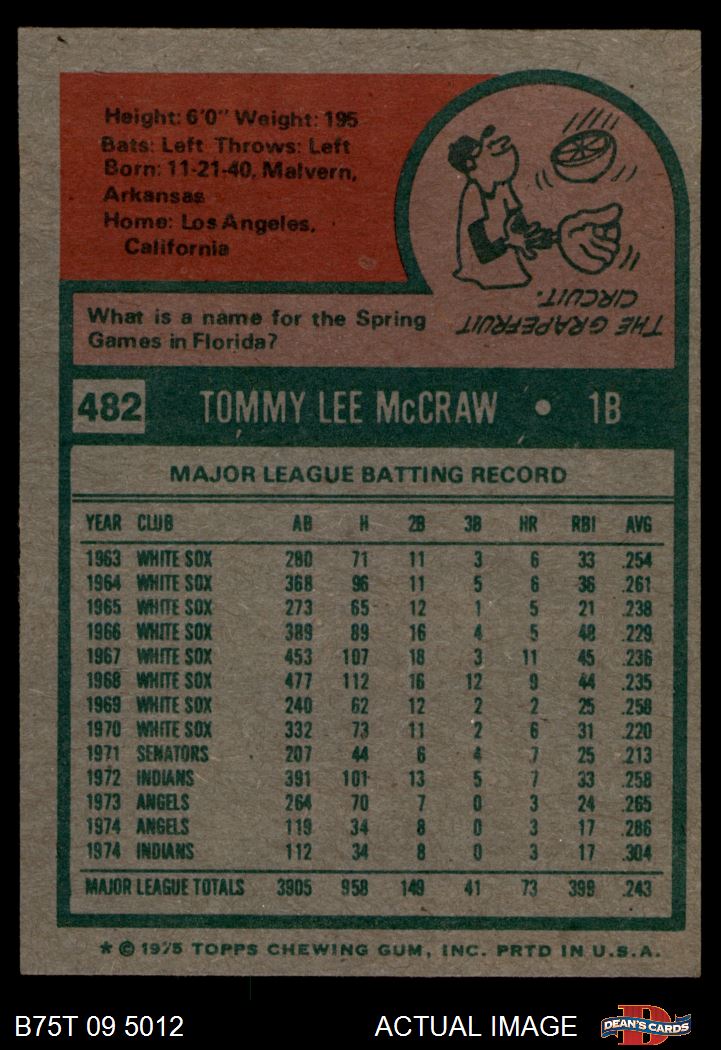 Height: 6'0" Weight: 195
Bats: Left Throws: Left
Born: 11-21-40, Malvern,
Arkansas
Home: Los Angeles,
California
What is a name for the Spring
Games in Florida?
THE GRAPEFRUIT
CIRCUIT.
482 TOMMY LEE McCRAW • 1B
MAJOR LEAGUE BATTING RECORD
YEAR CLUB AB H 2B 3B HR RBI AVG
1963 WHITE SOX 280 71 11 3 6 33 .254
1964 WHITE SOX 368 96 11 5 6 36 .261
1965 WHITE SOX 273 65 12 1 5 21 .238
1966 WHITE SOX 389 89 16 4 5 48 .229
1967 WHITE SOX 453 107 18 3 11 45 .236
1968 WHITE SOX 477 112 16 12 9 44 .235
1969 WHITE SOX 240 62 12 2 2 25 .258
1970 WHITE SOX 332 73 11 2 6 31 .220
1971 SENATORS 207 44 6 4 7 25 .213
1972 INDIANS 391 101 13 5 7 33 .258
1973 ANGELS 264 70 7 0 3 24 .265
1974 ANGELS 119 34 8 0 3 17 .286
1974 INDIANS 112 34 8 0 3 17 .304
MAJOR LEAGUE TOTALS 3905 958 149 41 73 399 .243
* © 1975 TOPPS CHEWING GUM, INC. PRTD IN U.S.A.
B75T 09 5012 ACTUAL IMAGE DEAN'S CARDS